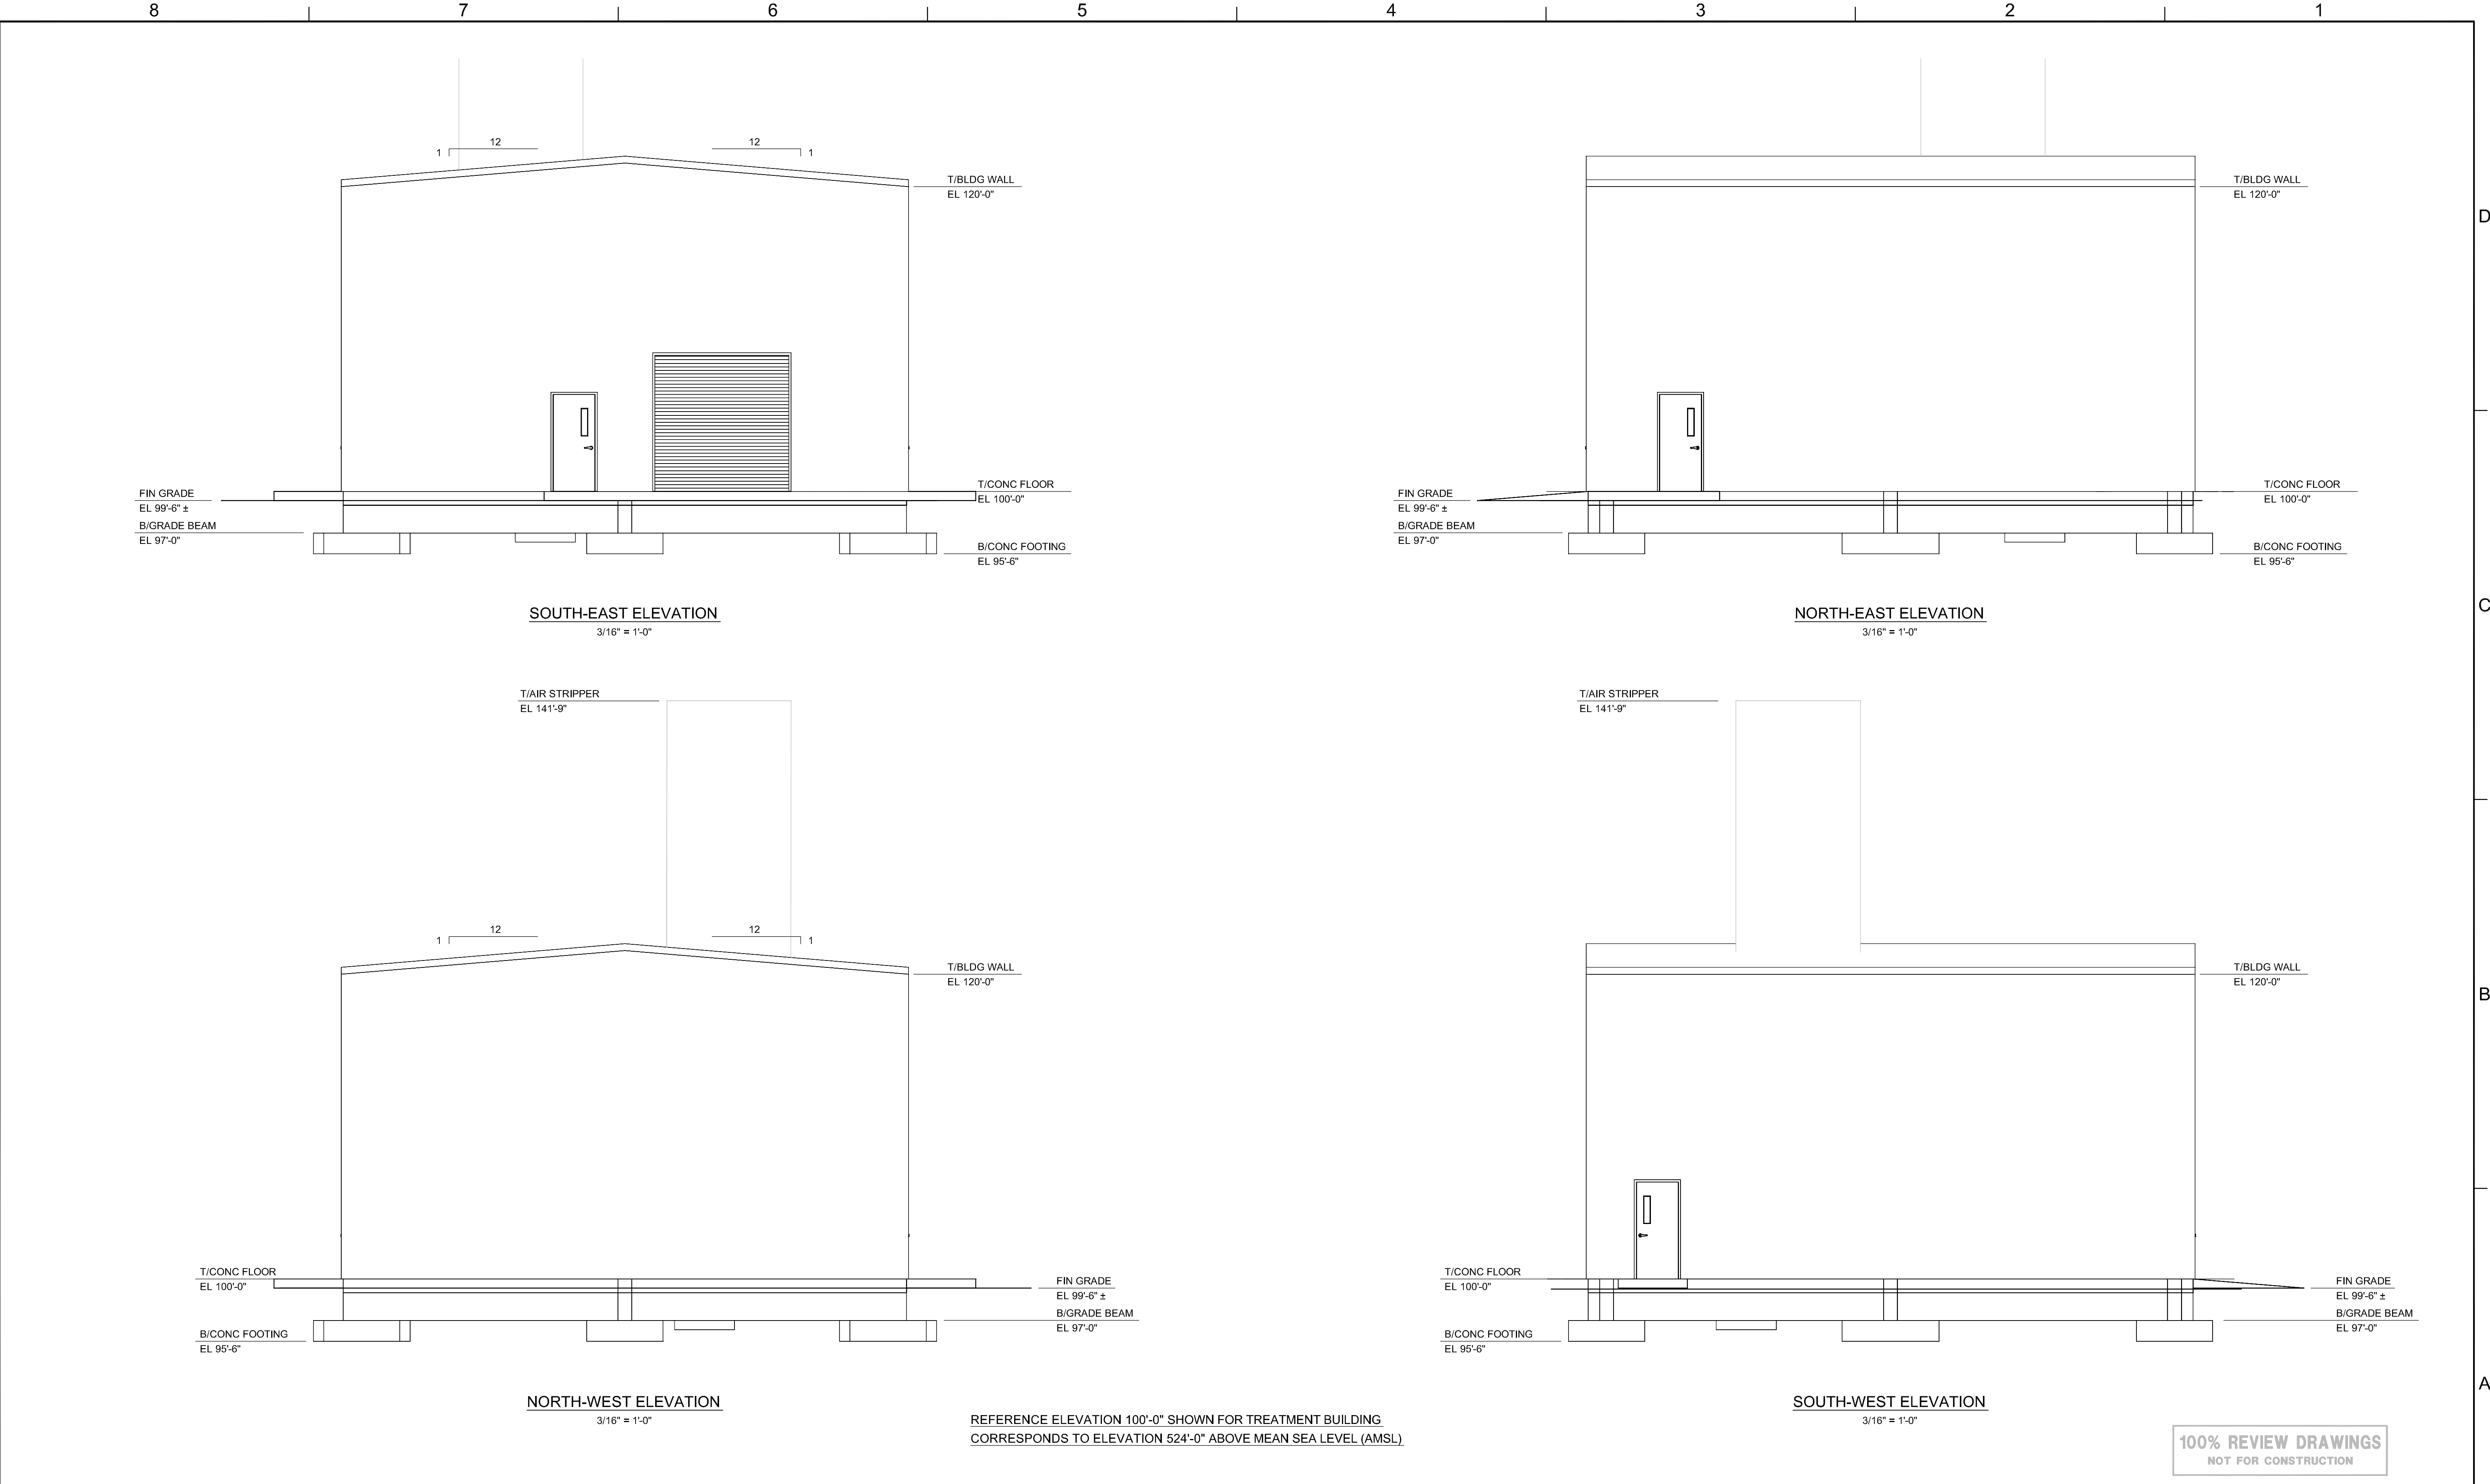 8 7 6 5 4 3 2 1
12
1
12
1
T/BLDG WALL
EL 120'-0"
FIN GRADE
EL 99'-6" ±
B/GRADE BEAM
EL 97'-0"
T/CONC FLOOR
EL 100'-0"
B/CONC FOOTING
EL 95'-6"
SOUTH-EAST ELEVATION
3/16" = 1'-0"
T/BLDG WALL
EL 120'-0"
D
FIN GRADE
EL 99'-6" ±
B/GRADE BEAM
EL 97'-0"
T/CONC FLOOR
EL 100'-0"
B/CONC FOOTING
EL 95'-6"
NORTH-EAST ELEVATION
3/16" = 1'-0"
C
T/AIR STRIPPER
EL 141'-9"
12
1
12
1
T/BLDG WALL
EL 120'-0"
T/CONC FLOOR
EL 100'-0"
B/CONC FOOTING
EL 95'-6"
FIN GRADE
EL 99'-6" ±
B/GRADE BEAM
EL 97'-0"
NORTH-WEST ELEVATION
3/16" = 1'-0"
T/AIR STRIPPER
EL 141'-9"
T/BLDG WALL
EL 120'-0"
B
T/CONC FLOOR
EL 100'-0"
B/CONC FOOTING
EL 95'-6"
FIN GRADE
EL 99'-6" ±
B/GRADE BEAM
EL 97'-0"
SOUTH-WEST ELEVATION
3/16" = 1'-0"
A
REFERENCE ELEVATION 100'-0" SHOWN FOR TREATMENT BUILDING
CORRESPONDS TO ELEVATION 524'-0" ABOVE MEAN SEA LEVEL (AMSL)
100% REVIEW DRAWINGS
NOT FOR CONSTRUCTION